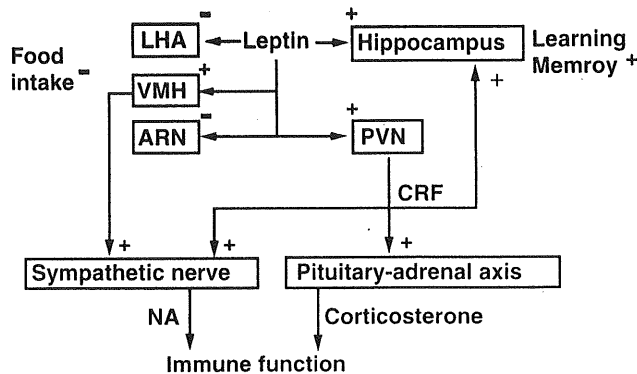 LHA - Leptin + Hippocampus
Learning
Memroy +
Food
intake -
VMH +
ARN -
+ PVN
+
CRF
+ + +
Sympathetic nerve
Pituitary-adrenal axis
NA
Corticosterone
Immune function